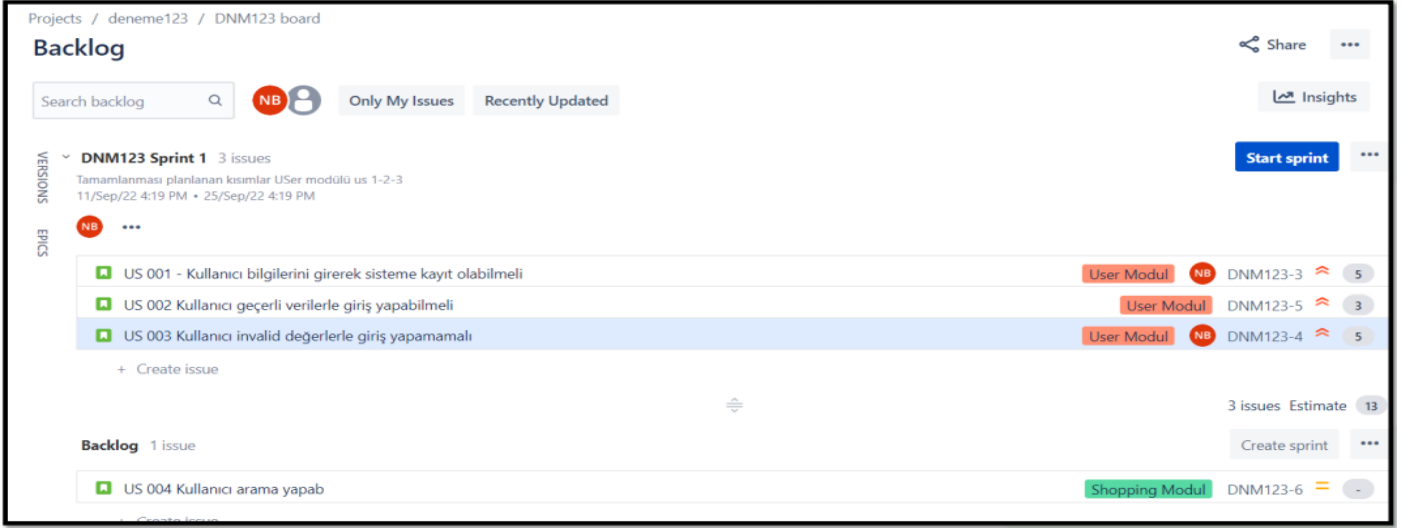 Projects / deneme123 / DNM123 board
Backlog
Share
Search backlog
NB
Only My Issues
Recently Updated
Insights
VERSIONS
EPICS
DNM123 Sprint 1 3 issues
Start sprint
Tamamlanması planlanan kısımlar USer modülü us 1-2-3
11/Sep/22 4:19 PM • 25/Sep/22 4:19 PM
NB
US 001 - Kullanıcı bilgilerini girerek sisteme kayıt olabilmeli User Modul NB DNM123-3 5
US 002 Kullanıcı geçerli verilerle giriş yapabilmeli User Modul DNM123-5 3
US 003 Kullanıcı invalid değerlerle giriş yapamamalı User Modul NB DNM123-4 5
+ Create issue
3 issues Estimate 13
Backlog 1 issue
Create sprint
US 004 Kullanıcı arama yapab Shopping Modul DNM123-6 -
+ Create issue